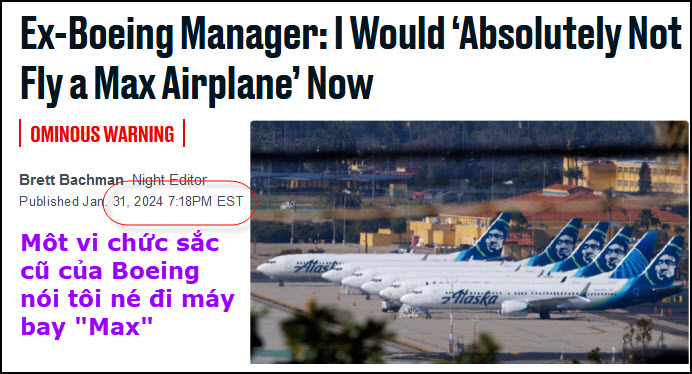 Ex-Boeing Manager: I Would ‘Absolutely Not
Fly a Max Airplane’ Now
OMINOUS WARNING
Brett Bachman Night Editor
Published Jan. 31, 2024 7:18PM EST
Môt vi chức sắc
cũ của Boeing
nói tôi né đi máy
bay "Max"
Alaska
Alaska